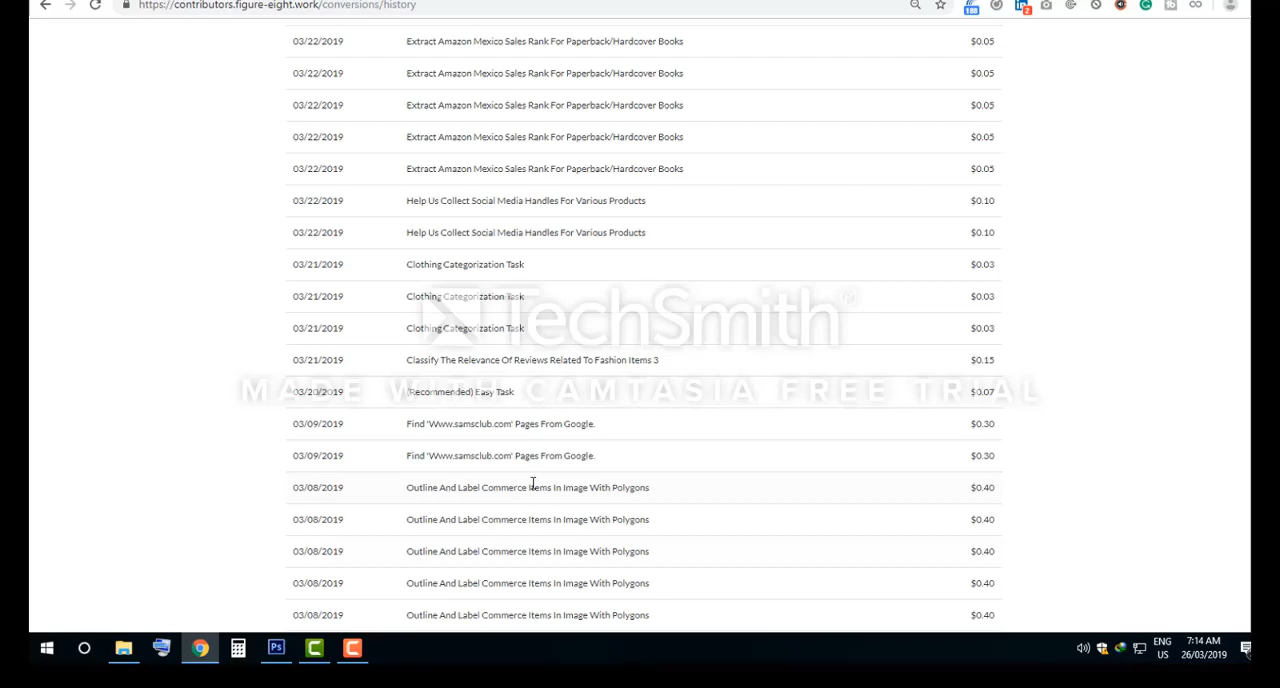 https://contributors.figure-eight.work/conversions/history
188
2
03/22/2019 Extract Amazon Mexico Sales Rank For Paperback/Hardcover Books $0.05
03/22/2019 Extract Amazon Mexico Sales Rank For Paperback/Hardcover Books $0.05
03/22/2019 Extract Amazon Mexico Sales Rank For Paperback/Hardcover Books $0.05
03/22/2019 Extract Amazon Mexico Sales Rank For Paperback/Hardcover Books $0.05
03/22/2019 Extract Amazon Mexico Sales Rank For Paperback/Hardcover Books $0.05
03/22/2019 Help Us Collect Social Media Handles For Various Products $0.10
03/22/2019 Help Us Collect Social Media Handles For Various Products $0.10
03/21/2019 Clothing Categorization Task $0.03
03/21/2019 Clothing Categorization Task $0.03
TechSmith®
03/21/2019 Clothing Categorization Task $0.03
03/21/2019 Classify The Relevance Of Reviews Related To Fashion Items 3 $0.15
MADE WITH CAMTASIA FREE TRIAL
03/20/2019 (Recommended) Easy Task $0.07
03/09/2019 Find 'Www.samsclub.com' Pages From Google. $0.30
03/09/2019 Find 'Www.samsclub.com' Pages From Google. $0.30
03/08/2019 Outline And Label Commerce Items In Image With Polygons $0.40
03/08/2019 Outline And Label Commerce Items In Image With Polygons $0.40
03/08/2019 Outline And Label Commerce Items In Image With Polygons $0.40
03/08/2019 Outline And Label Commerce Items In Image With Polygons $0.40
03/08/2019 Outline And Label Commerce Items In Image With Polygons $0.40
Ps
ENG 7:14 AM
US 26/03/2019